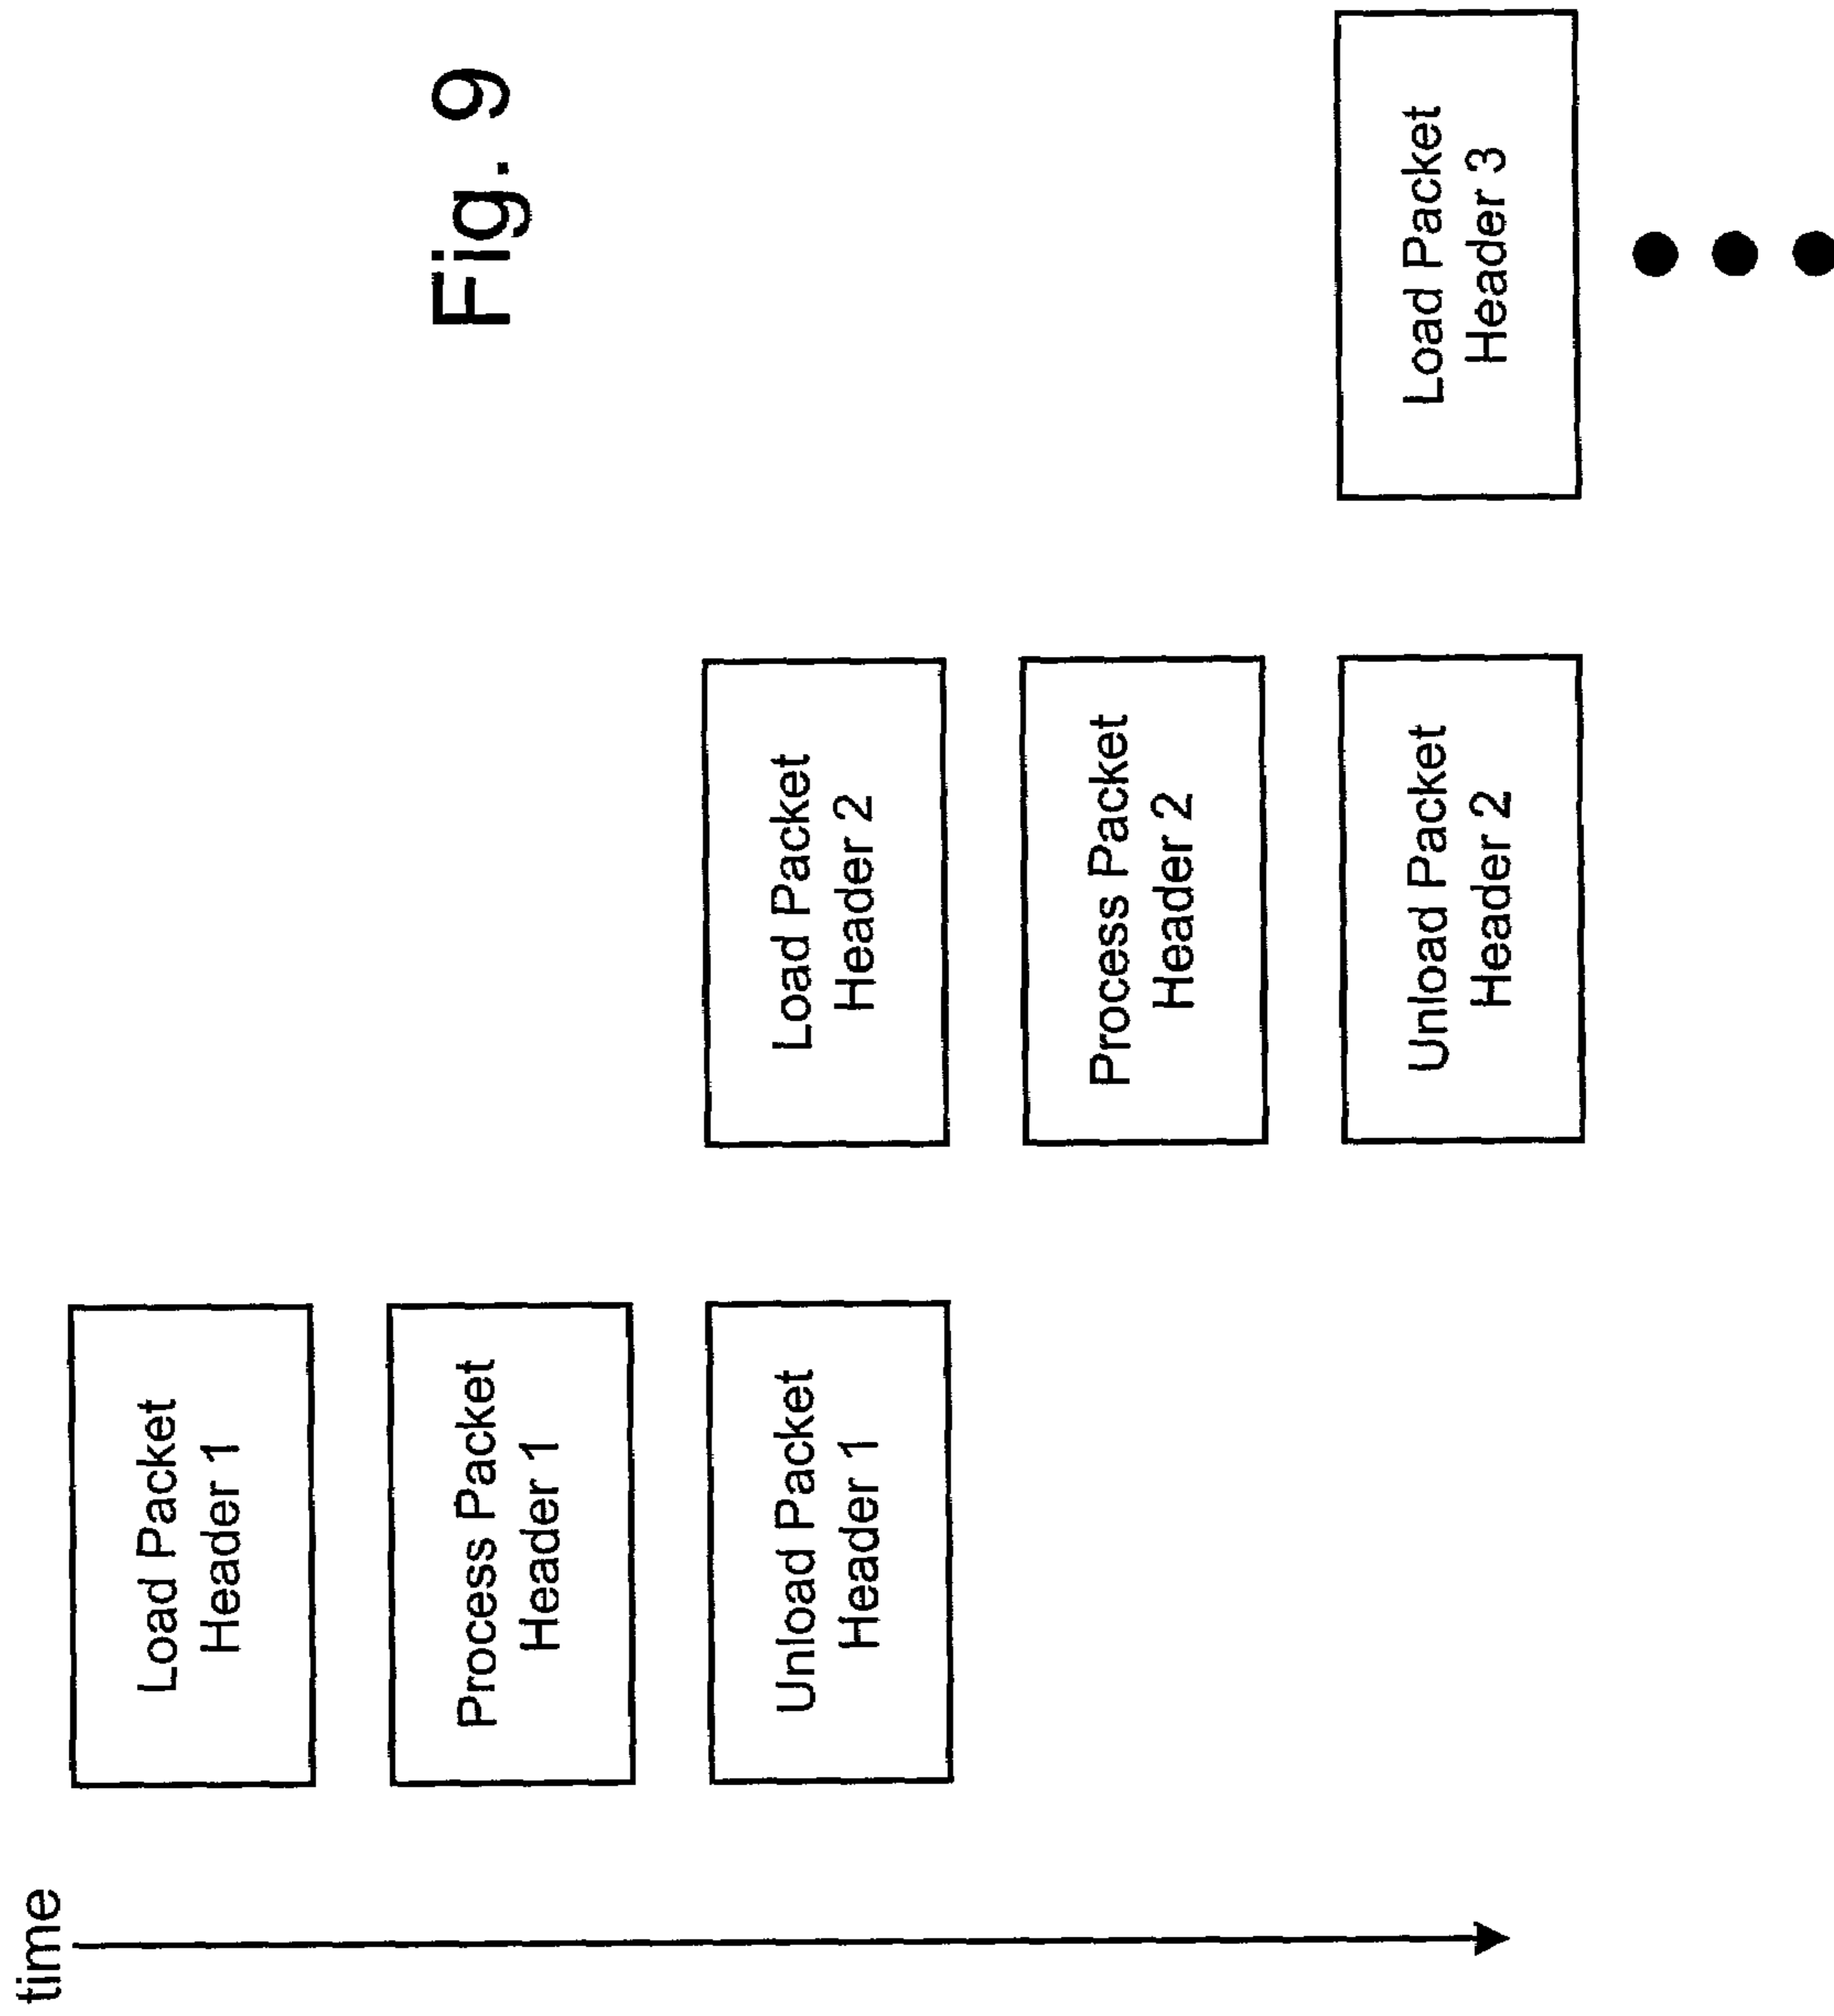 time
Load Packet
Header 1
Process Packet
Header 1
Unload Packet
Header 1
Load Packet
Header 2
Process Packet
Header 2
Unload Packet
Header 2
Load Packet
Header 3
Fig. 9